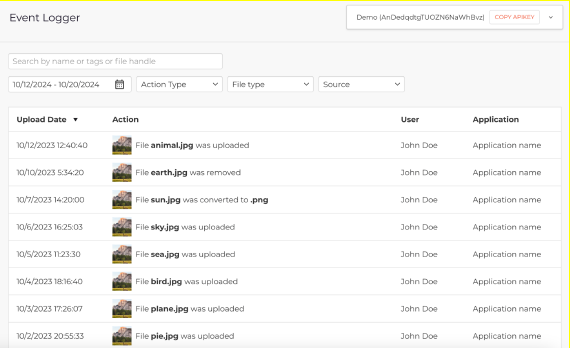 Event Logger
Demo (AnDedqdtgTUOZN6NaWhBvz) COPY APIKEY
Search by name or tags or file handle
10/12/2024 - 10/20/2024 Action Type File type Source
Upload Date ▼ Action User Application
10/12/2023 12:40:40 File animal.jpg was uploaded John Doe Application name
10/10/2023 5:34:20 File earth.jpg was removed John Doe Application name
10/7/2023 14:20:00 File sun.jpg was converted to .png John Doe Application name
10/6/2023 16:25:03 File sky.jpg was uploaded John Doe Application name
10/5/2023 11:23:30 File sea.jpg was uploaded John Doe Application name
10/4/2023 18:16:40 File bird.jpg was uploaded John Doe Application name
10/3/2023 17:26:07 File plane.jpg was uploaded John Doe Application name
10/2/2023 20:55:33 File pie.jpg was uploaded John Doe Application name